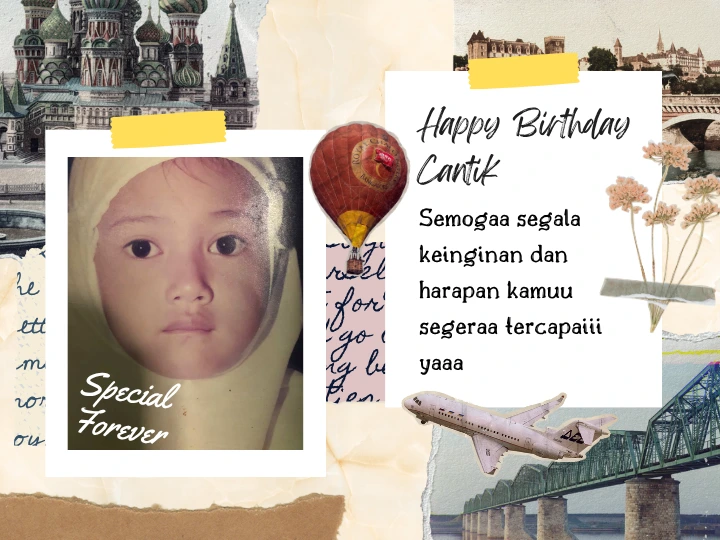 Special
Forever
Happy Birthday
Cantik
Semogaa segala
keinginan dan
harapan kamuu
segeraa tercapaiii
yaaa